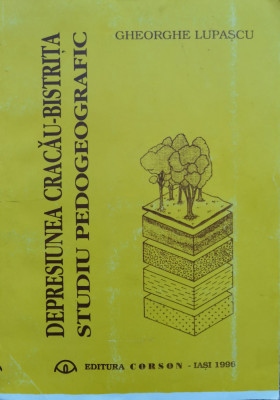 GHEORGHE LUPAȘCU
DEPRESIUNEA CRACĂU-BISTRIȚA
STUDIU PEDOGEOGRAFIC
EDITURA CORSON - IAȘI 1996